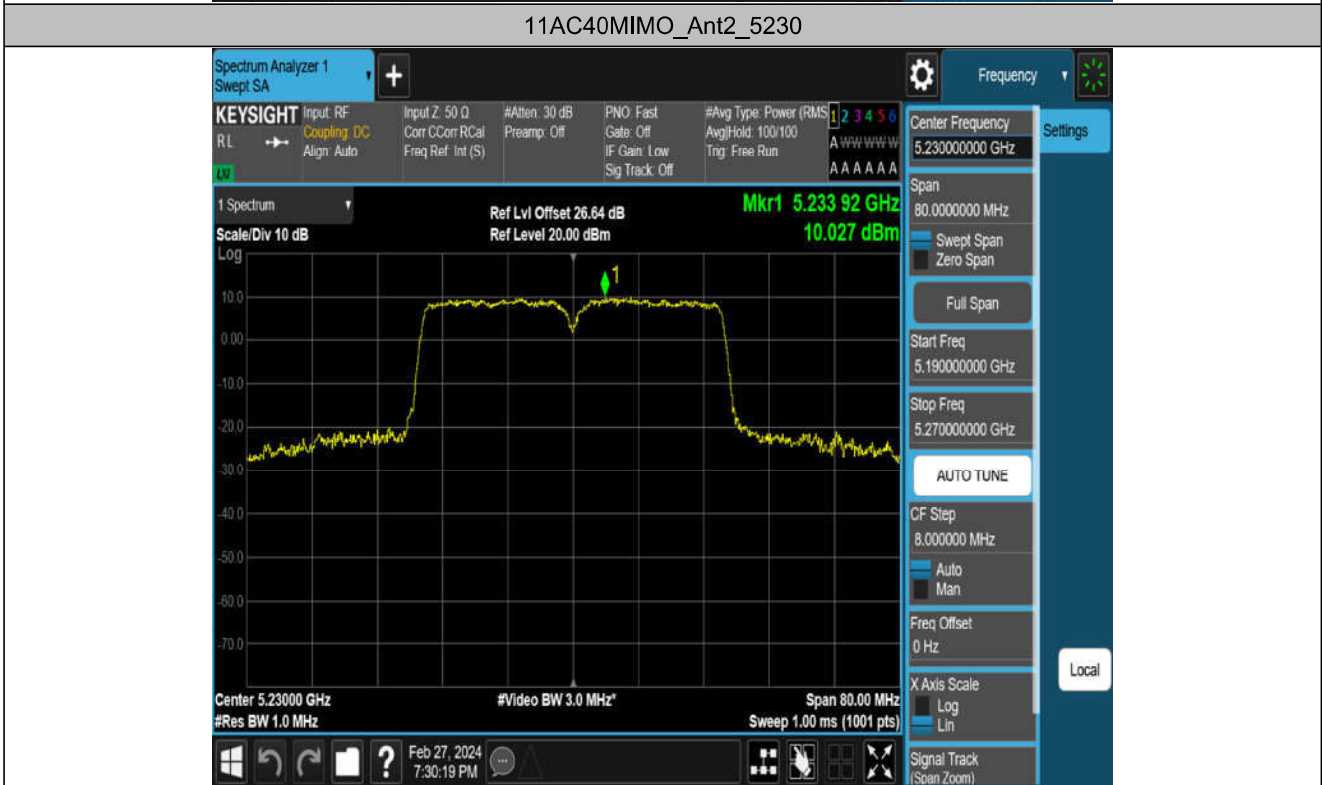 11AC40MIMO_Ant2_5230
Spectrum Analyzer 1
Swept SA
+
Frequency
KEYSIGHT
RL
LXI
Input: RF
Coupling: DC
Align: Auto
Input Z: 50 Ω
Corr CCorr RCal
Freq Ref: Int (S)
#Atten: 30 dB
Preamp: Off
PNO: Fast
Gate: Off
IF Gain: Low
Sig Track: Off
#Avg Type: Power (RMS
Avg|Hold: 100/100
Trig: Free Run
1 2 3 4 5 6
A W W W W W
A A A A A A
1 Spectrum
Scale/Div 10 dB
Log
Ref Lvl Offset 26.64 dB
Ref Level 20.00 dBm
Mkr1 5.233 92 GHz
10.027 dBm
1
10.0
0.00
-10.0
-20.0
-30.0
-40.0
-50.0
-60.0
-70.0
Center 5.23000 GHz
#Res BW 1.0 MHz
#Video BW 3.0 MHz*
Span 80.00 MHz
Sweep 1.00 ms (1001 pts)
?
Feb 27, 2024
7:30:19 PM
Center Frequency
5.230000000 GHz
Settings
Span
80.0000000 MHz
Swept Span
Zero Span
Full Span
Start Freq
5.190000000 GHz
Stop Freq
5.270000000 GHz
AUTO TUNE
CF Step
8.000000 MHz
Auto
Man
Freq Offset
0 Hz
Local
X Axis Scale
Log
Lin
Signal Track
(Span Zoom)